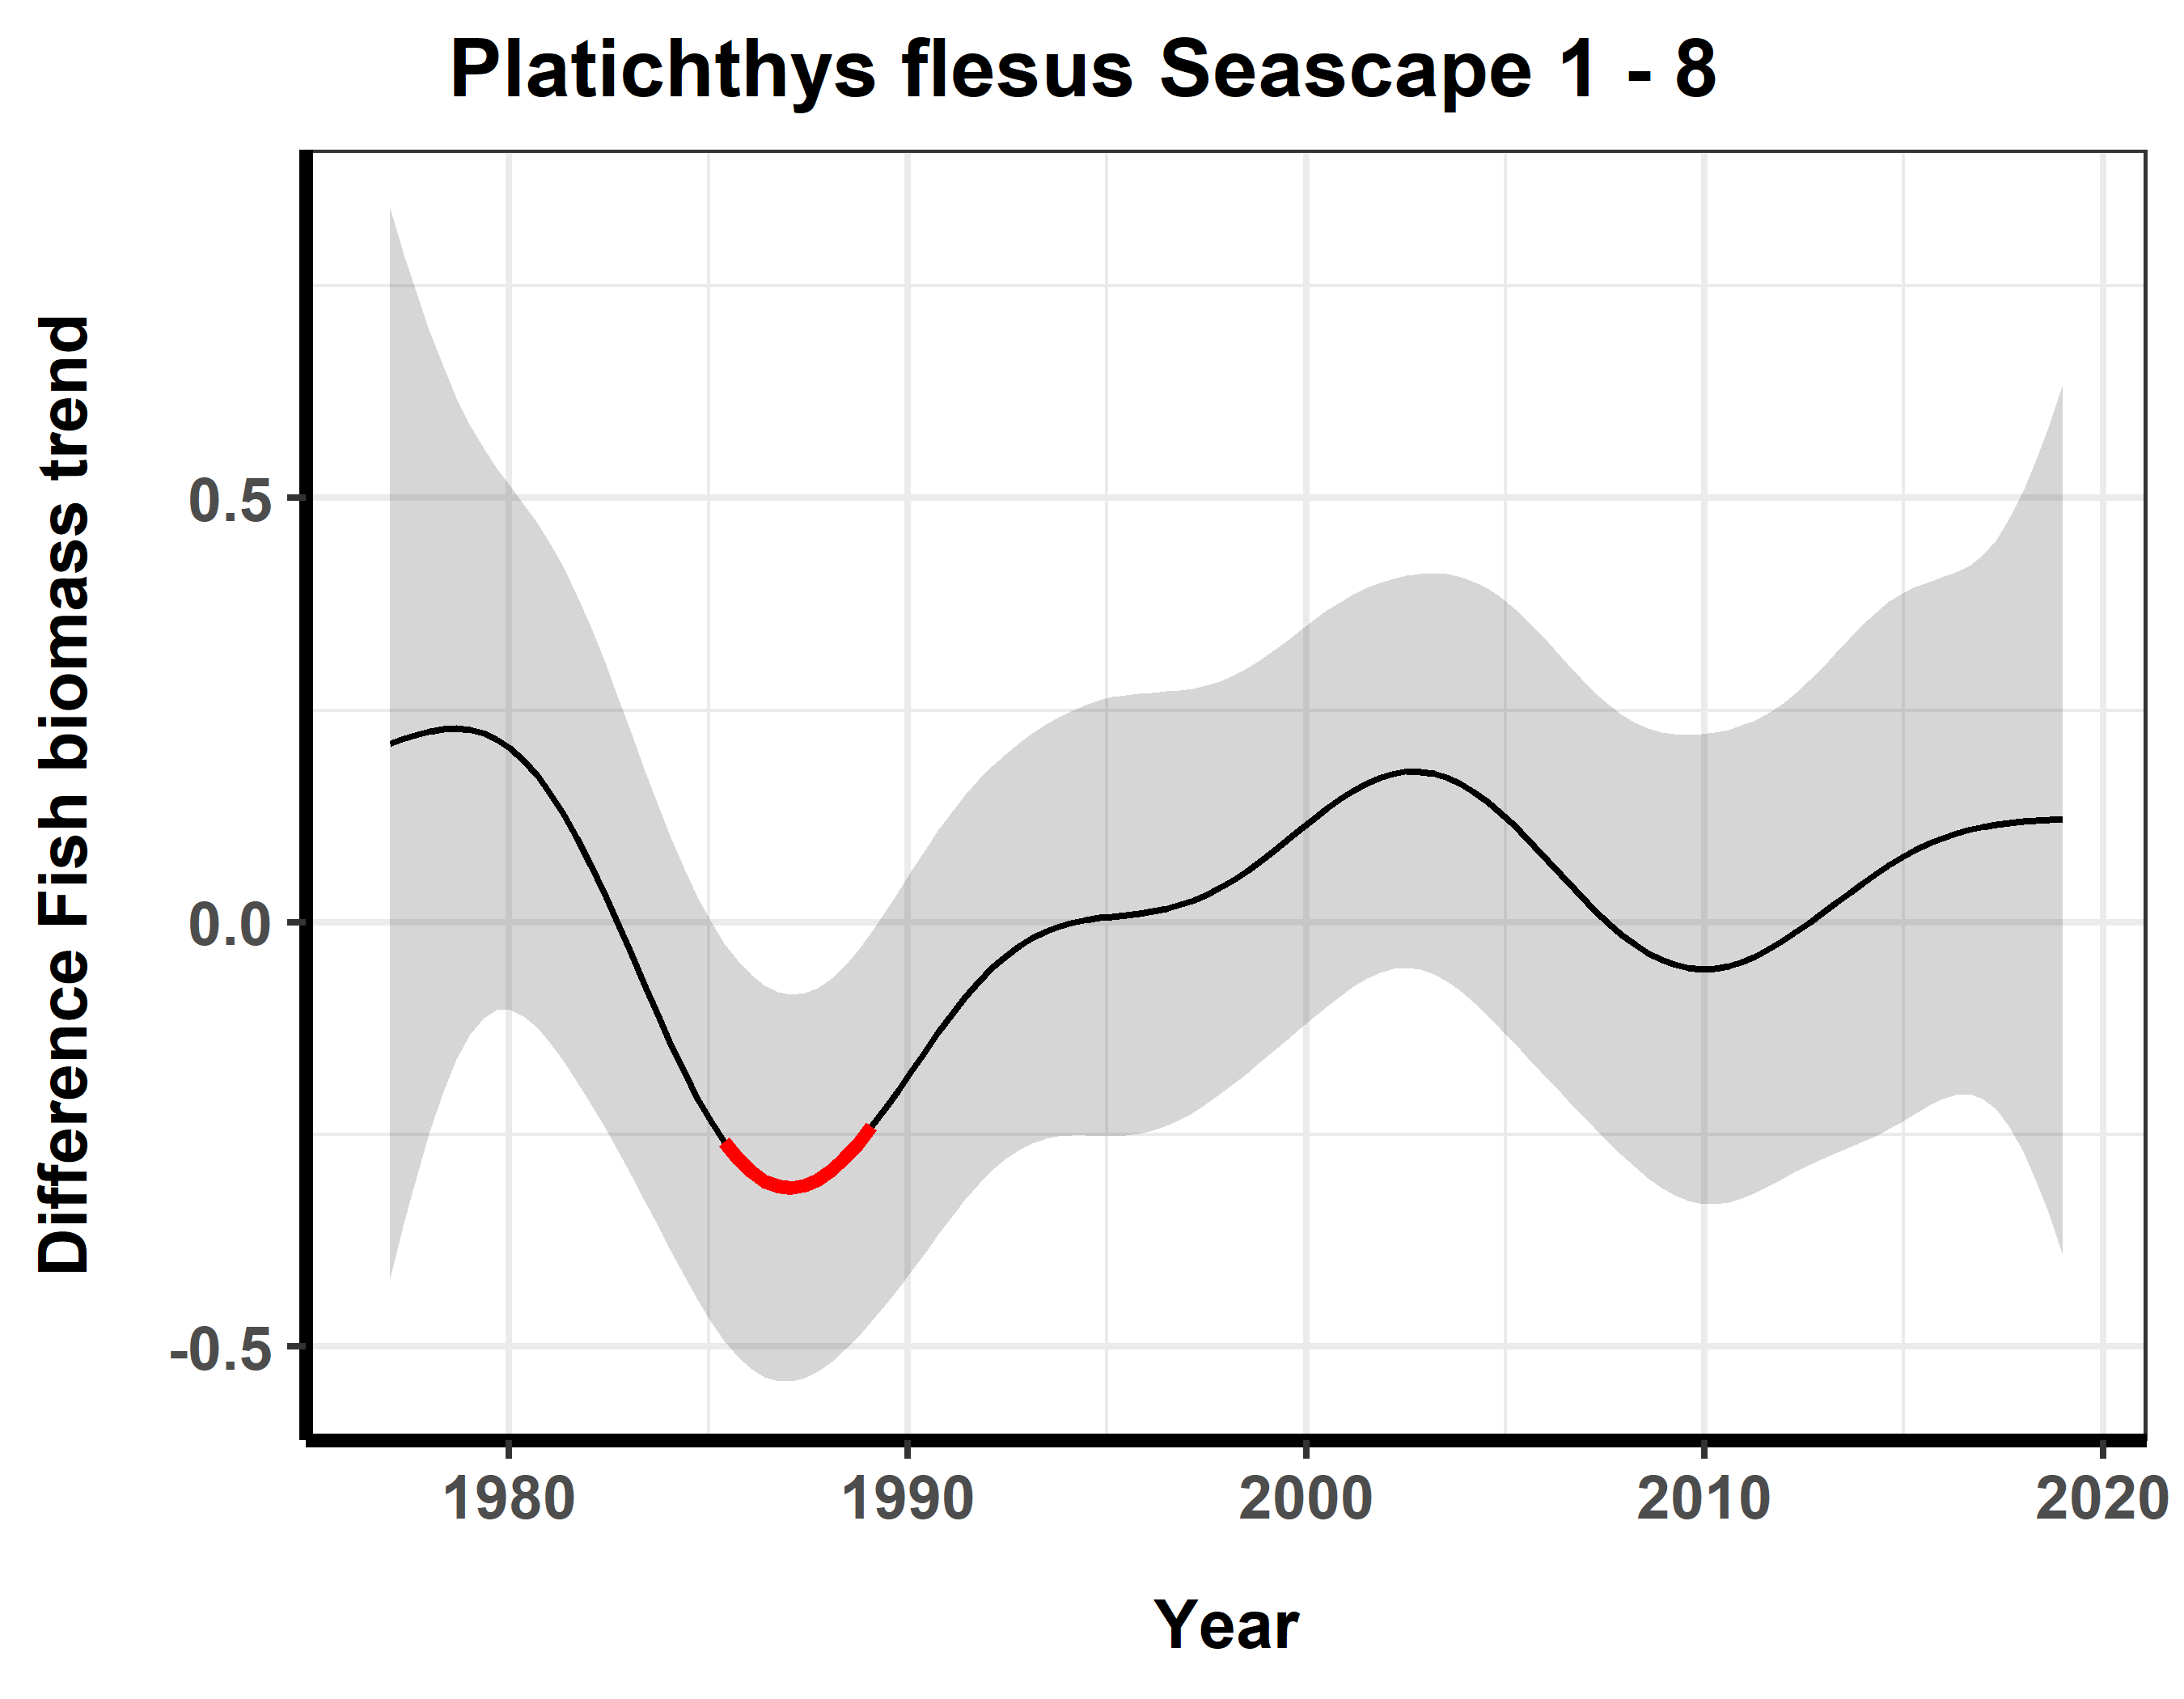 Platichthys flesus Seascape 1 - 8
Difference Fish biomass trend
0.5
0.0
-0.5
1980
1990
2000
2010
2020
Year